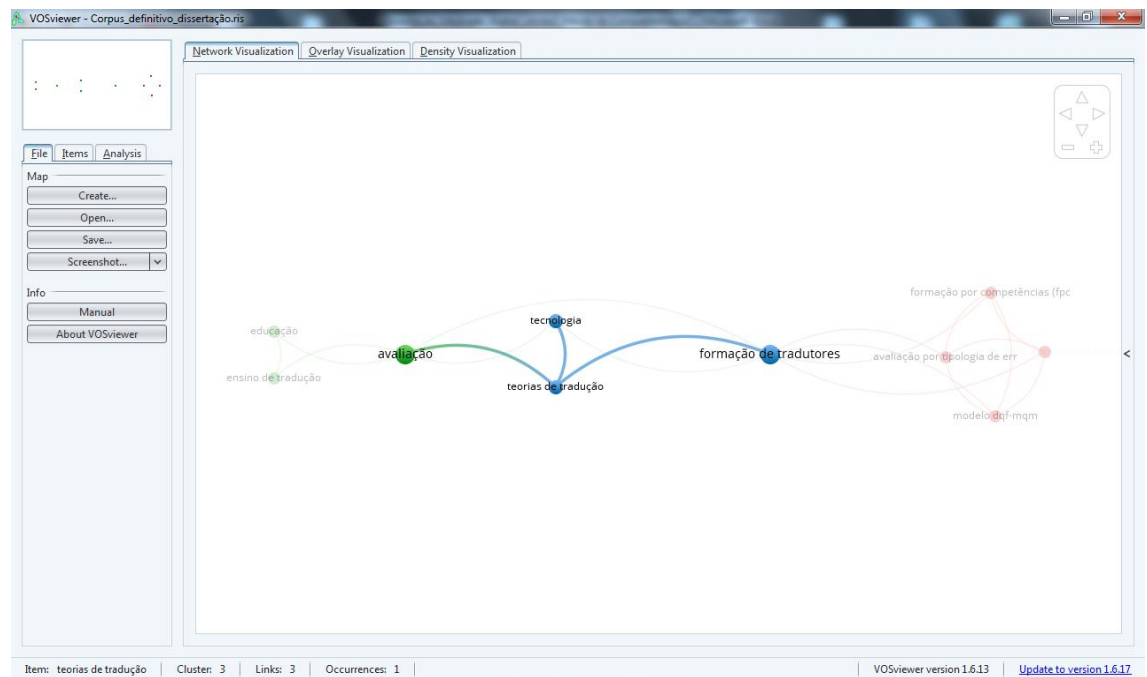 VOSviewer - Corpus_definitivo_dissertação.ris
Network Visualization Overlay Visualization Density Visualization
File Items Analysis
Map
Create...
Open...
Save...
Screenshot...
Info
Manual
About VOSviewer
formação por competências (fpc
tecnologia
educação
avaliação
formação de tradutores
avaliação por tipologia de err
<
ensino de tradução
teorias de tradução
modelo dqf-mqm
Item: teorias de tradução Cluster: 3 Links: 3 Occurrences: 1 VOSviewer version 1.6.13 Update to version 1.6.17